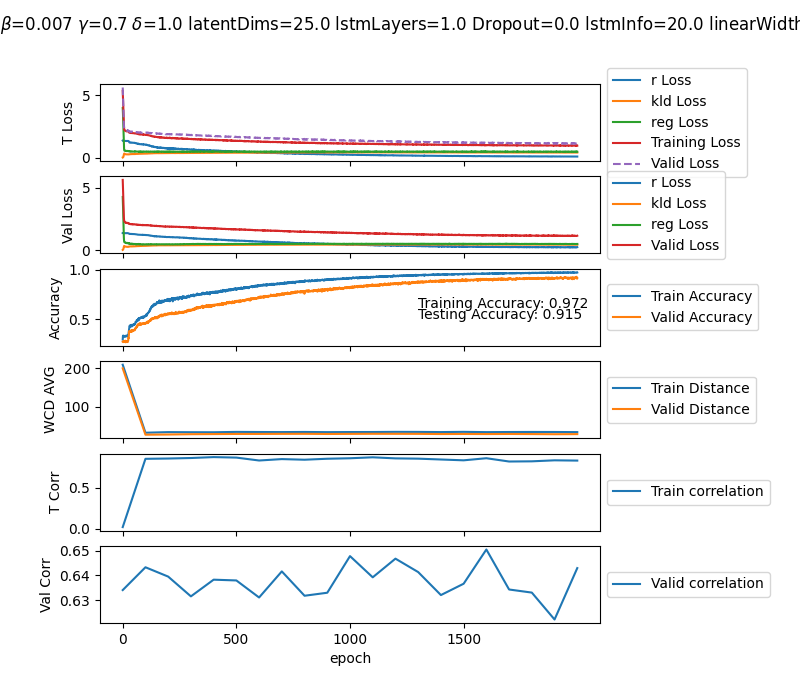 β=0.007 γ=0.7 δ=1.0 latentDims=25.0 lstmLayers=1.0 Dropout=0.0 lstmInfo=20.0 linearWidth
T Loss
5
0
r Loss
kld Loss
reg Loss
Training Loss
Valid Loss
Val Loss
5
0
r Loss
kld Loss
reg Loss
Valid Loss
Accuracy
1.0
0.5
Training Accuracy: 0.972
Testing Accuracy: 0.915
Train Accuracy
Valid Accuracy
WCD AVG
200
100
Train Distance
Valid Distance
T Corr
0.5
0.0
Train correlation
Val Corr
0.65
0.64
0.63
Valid correlation
0 500 1000 1500
epoch